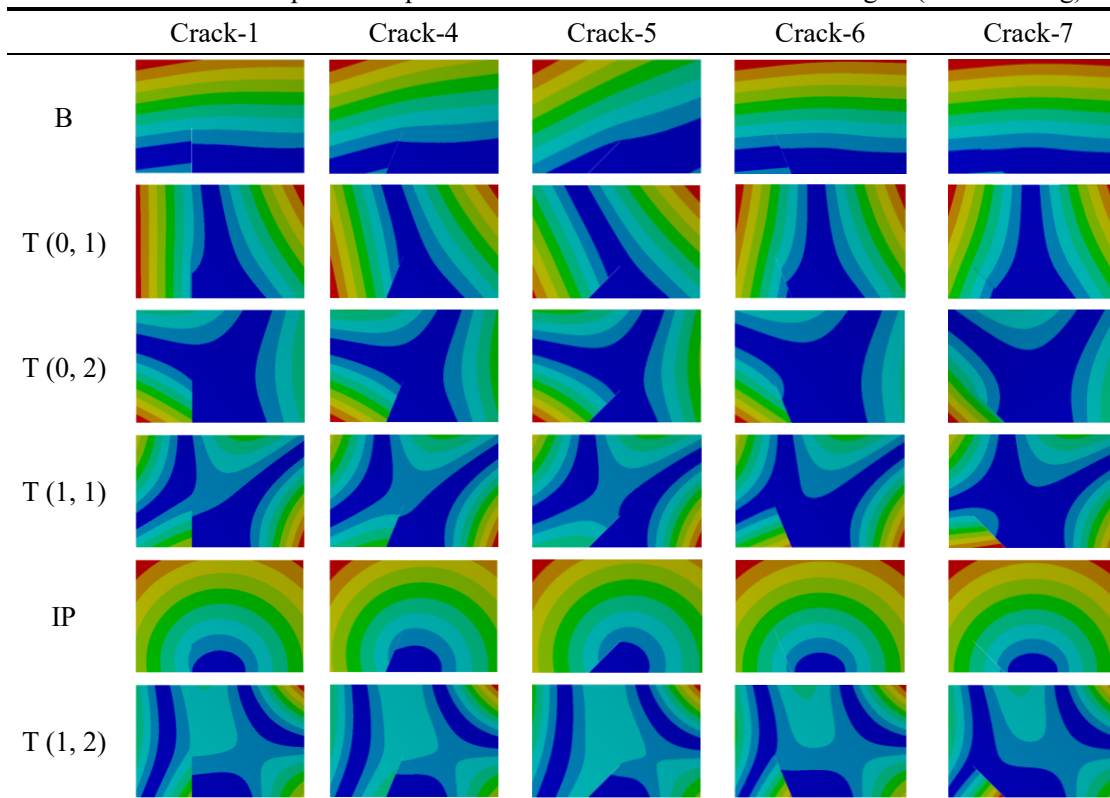 Crack-1 Crack-4 Crack-5 Crack-6 Crack-7
B
T (0, 1)
T (0, 2)
T (1, 1)
IP
T (1, 2)